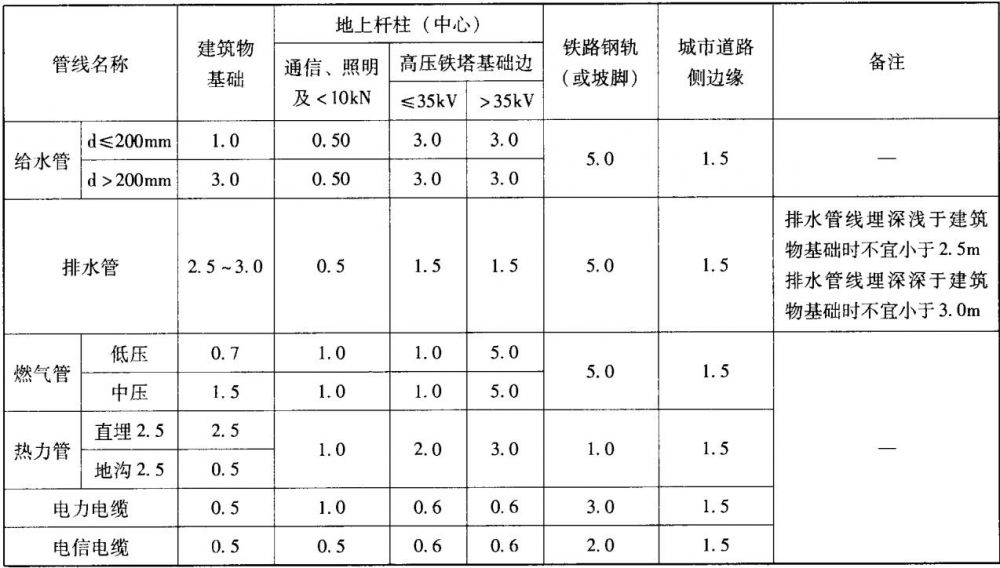 管线名称 建筑物基础 地上杆柱（中心） 铁路钢轨（或坡脚） 城市道路侧边缘 备注
通信、照明及<10kN 高压铁塔基础边
≤35kV >35kV
给水管 d≤200mm 1.0 0.50 3.0 3.0 5.0 1.5 —
d>200mm 3.0 0.50 3.0 3.0
排水管 2.5~3.0 0.5 1.5 1.5 5.0 1.5
排水管线埋深浅于建筑
物基础时不宜小于2.5m
排水管线埋深深于建筑
物基础时不宜小于3.0m
燃气管 低压 0.7 1.0 1.0 5.0 5.0 1.5 —
中压 1.5 1.0 1.0 5.0
热力管 直埋2.5 2.5 1.0 2.0 3.0 1.0 1.5
地沟2.5 0.5
电力电缆 0.5 1.0 0.6 0.6 3.0 1.5
电信电缆 0.5 0.5 0.6 0.6 2.0 1.5